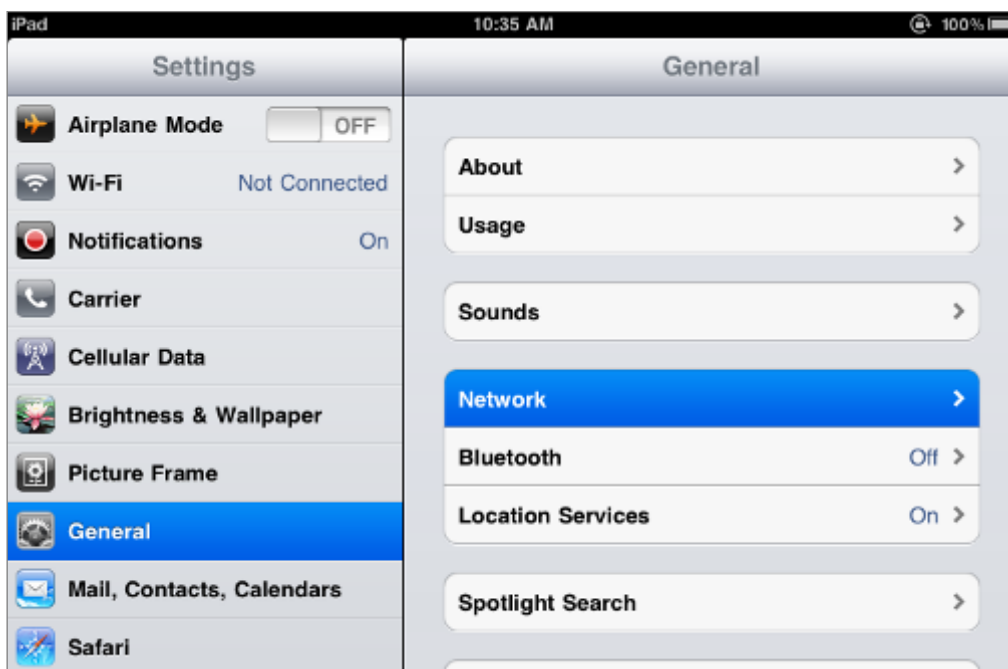 iPad 10:35 AM 100%
Settings
General
Airplane Mode OFF
Wi-Fi Not Connected
Notifications On
Carrier
Cellular Data
Brightness & Wallpaper
Picture Frame
General
Mail, Contacts, Calendars
Safari
About
Usage
Sounds
Network
Bluetooth Off
Location Services On
Spotlight Search